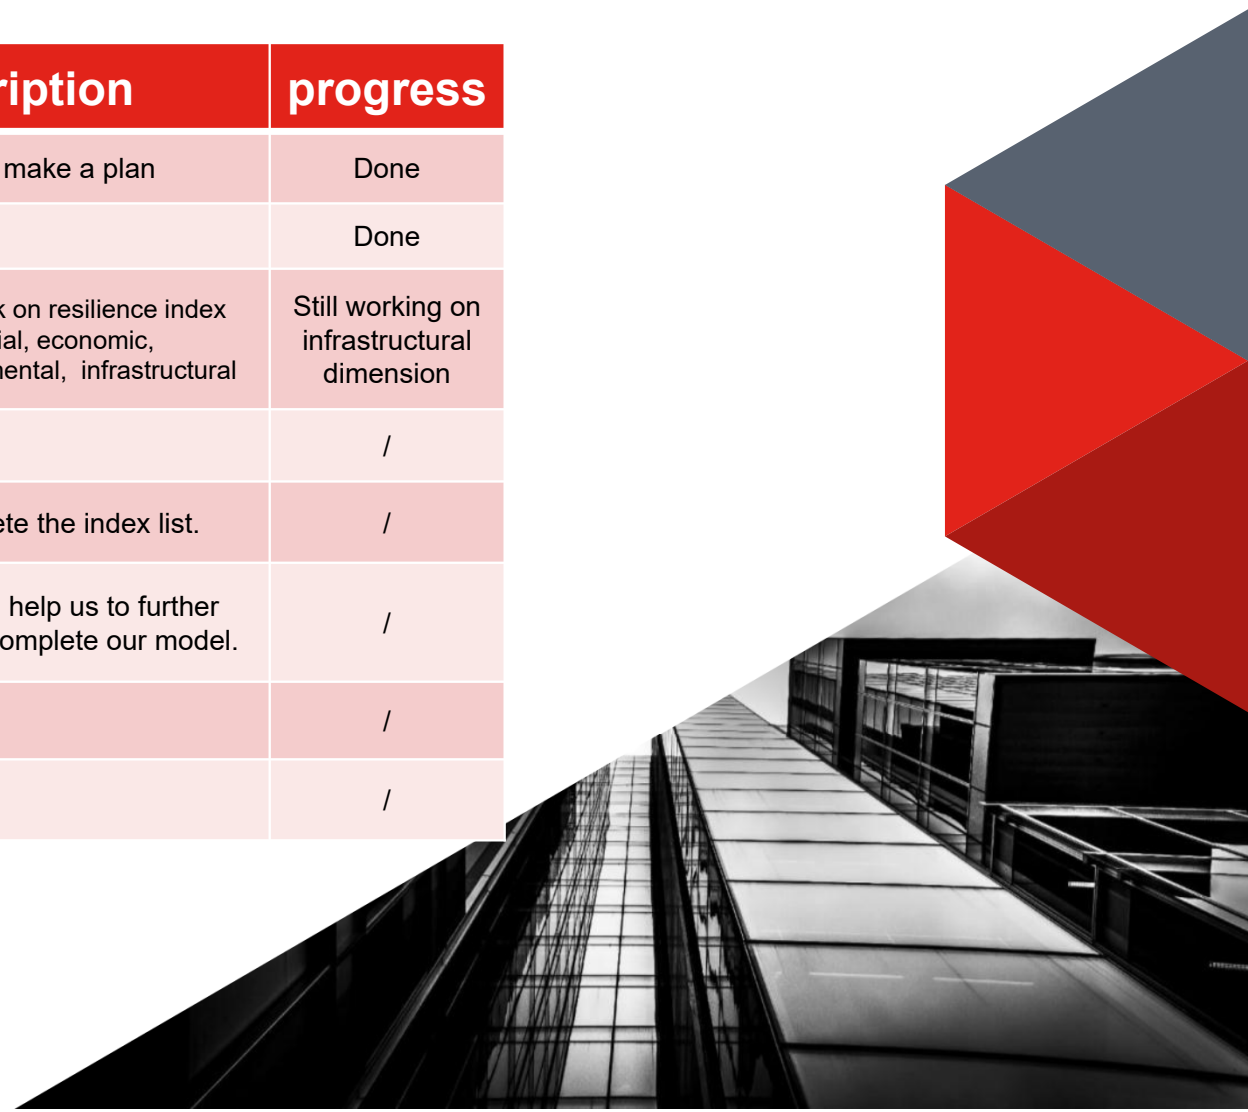 ription progress
make a plan Done
Done
k on resilience index
ial, economic,
nental, infrastructural
Still working on
infrastructural
dimension
/
ete the index list. /
help us to further
omplete our model.
/
/
/